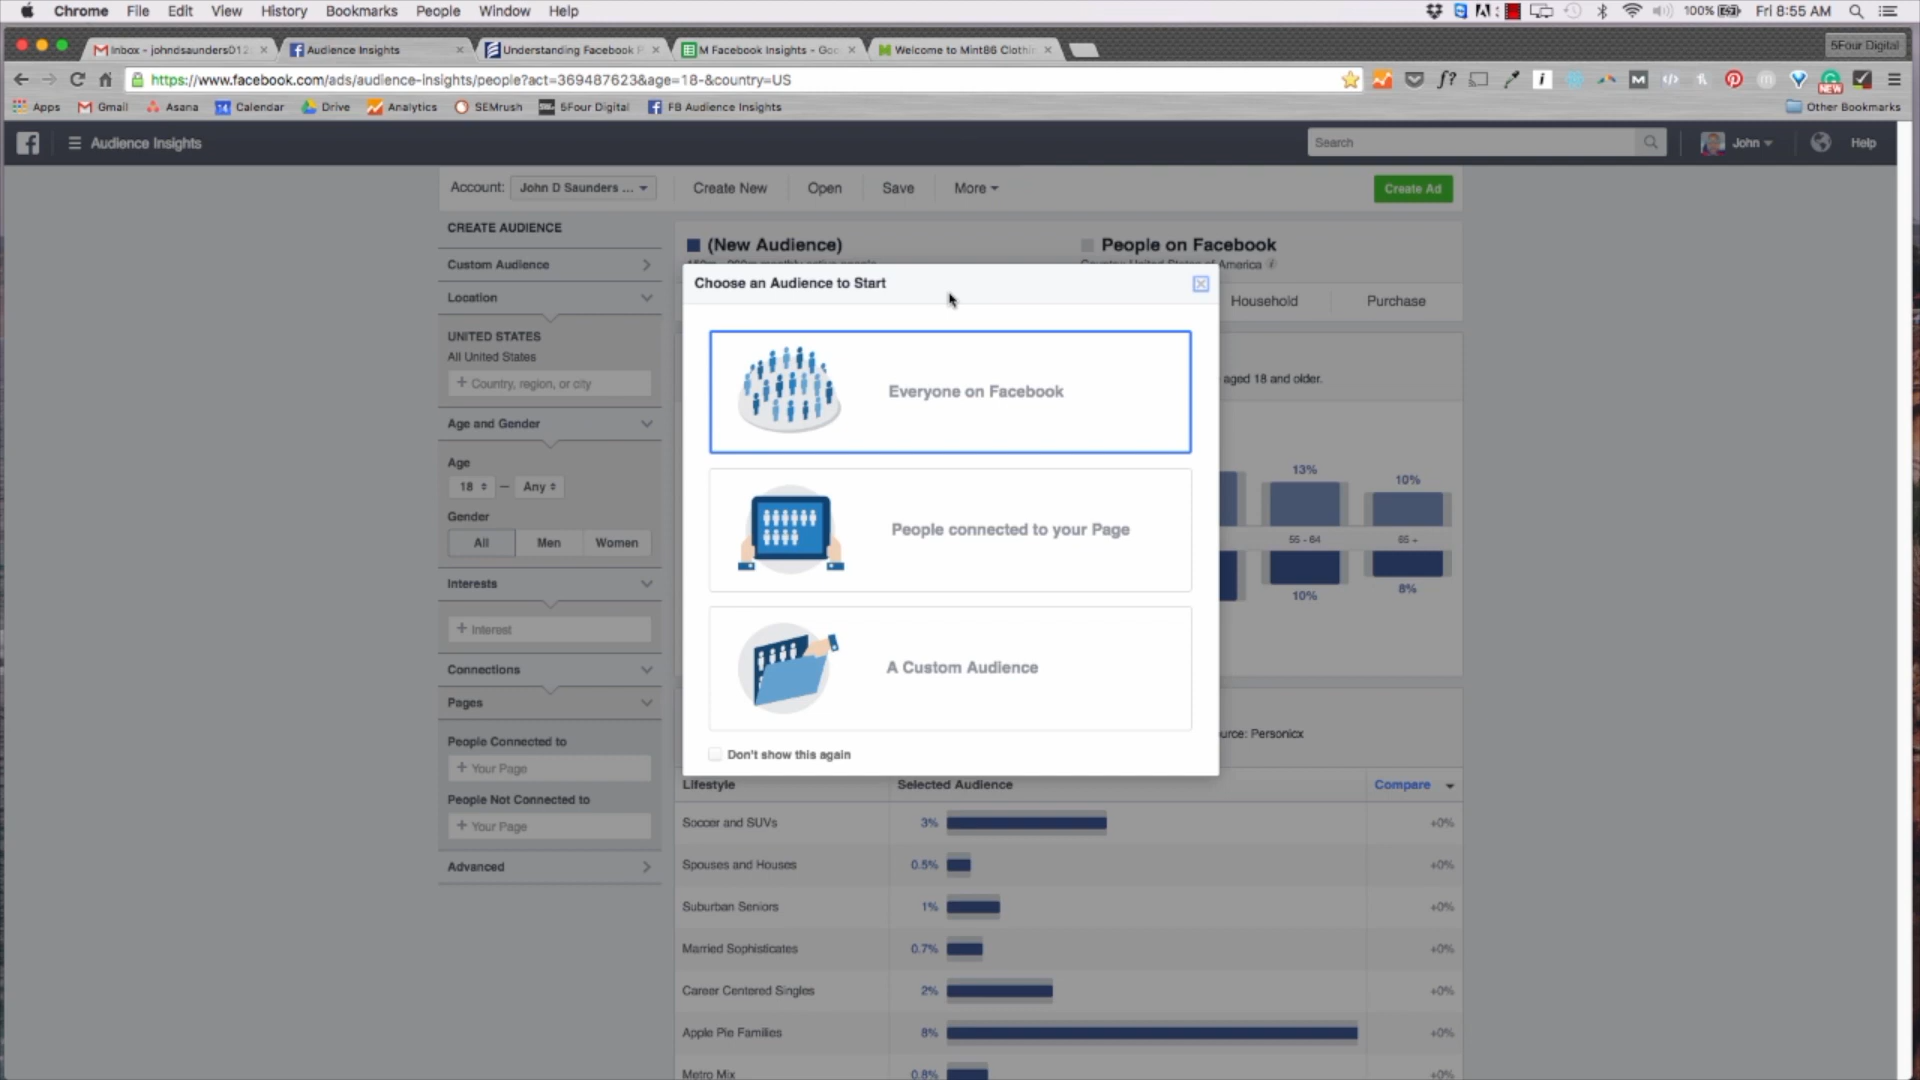 Chrome File Edit View History Bookmarks People Window Help 100% Fri 8:55 AM
Inbox - johndsaunders012 Audience Insights Understanding Facebook P M Facebook Insights - Goo Welcome to Mint86 Clothin 5Four Digital
https://www.facebook.com/ads/audience-insights/people?act=369487623&age=18-&country=US
Apps Gmail Asana Calendar Drive Analytics SEMrush 5Four Digital FB Audience Insights Other Bookmarks
Audience Insights Search John Help
Account: John D Saunders ... Create New Open Save More Create Ad
CREATE AUDIENCE
Custom Audience
Location
UNITED STATES
All United States
+ Country, region, or city
Age and Gender
Age
18 — Any
Gender
All Men Women
Interests
+ Interest
Connections
Pages
People Connected to
+ Your Page
People Not Connected to
+ Your Page
Advanced
(New Audience) People on Facebook
Country: United States of America
Household Purchase
aged 18 and older.
13% 10%
55 - 64 65 +
10% 8%
Choose an Audience to Start
Everyone on Facebook
People connected to your Page
A Custom Audience
Don't show this again
urce: Personicx
Lifestyle Selected Audience Compare
Soccer and SUVs 3% +0%
Spouses and Houses 0.5% +0%
Suburban Seniors 1% +0%
Married Sophisticates 0.7% +0%
Career Centered Singles 2% +0%
Apple Pie Families 8% +0%
Metro Mix 0.8% +0%